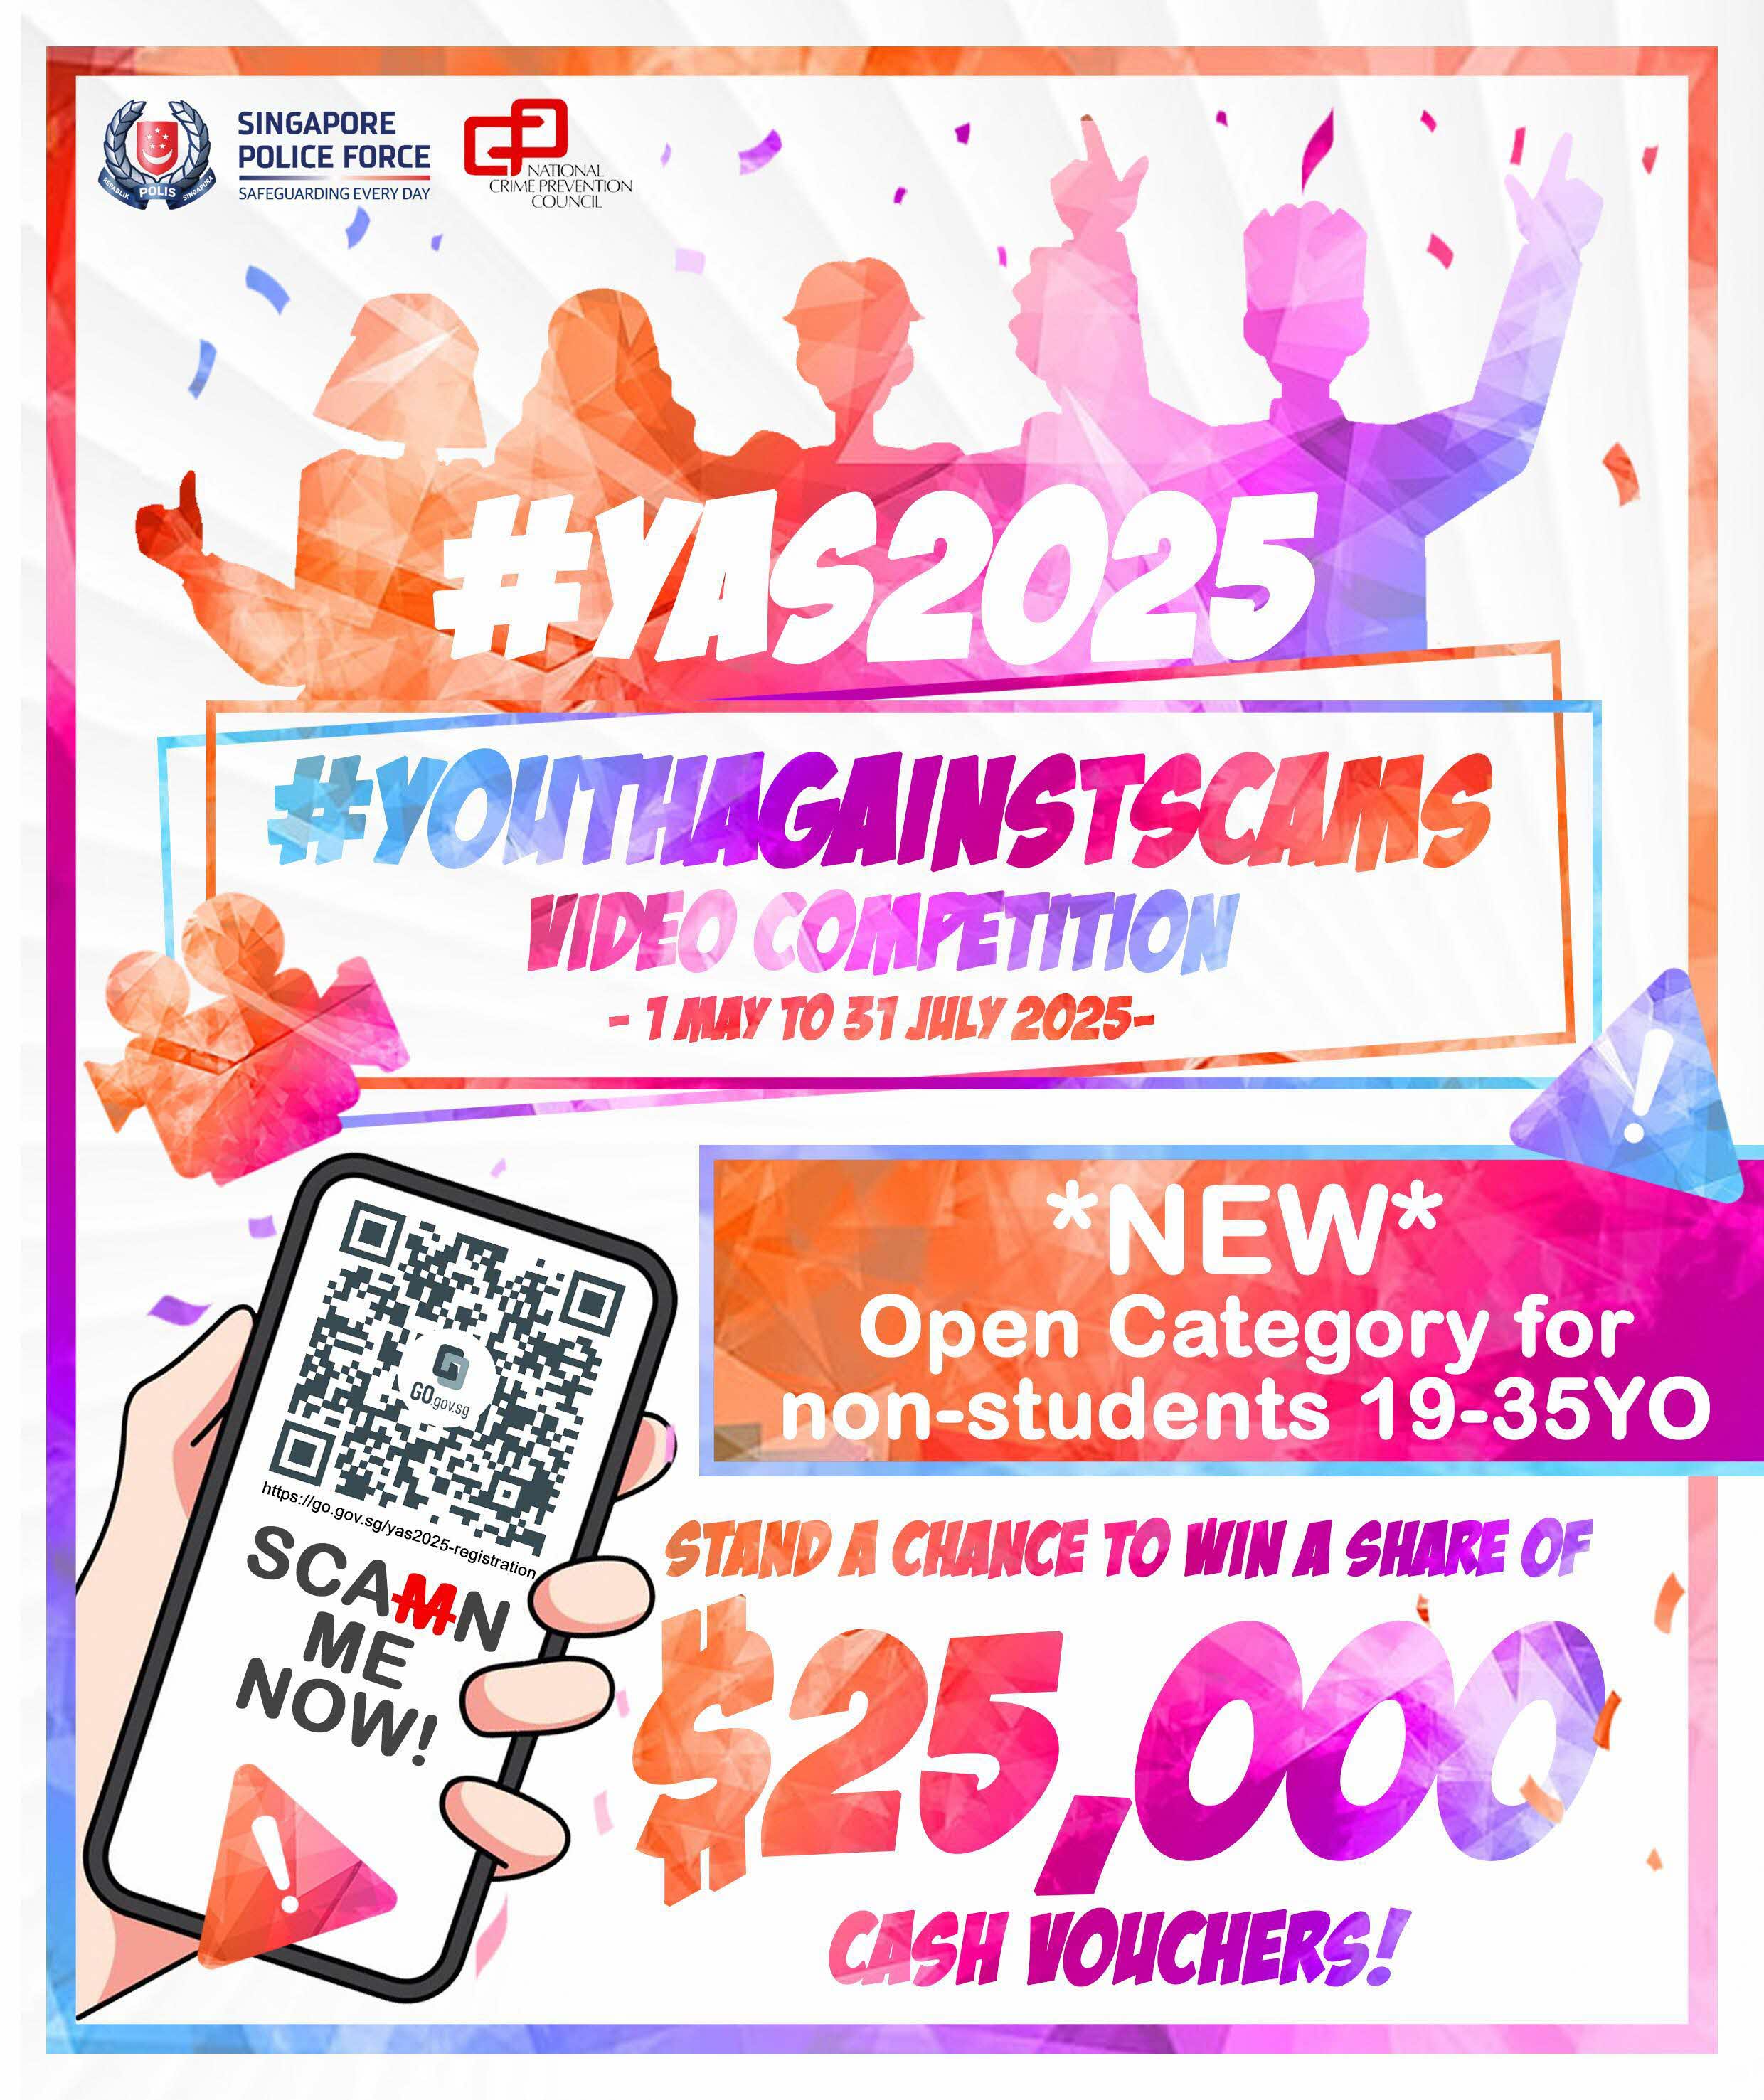 SINGAPORE
POLICE FORCE
SAFEGUARDING EVERY DAY
REPABLIK POLIS SINGAPURA
NATIONAL
CRIME PREVENTION
COUNCIL
#YAS2025
#YOUTHAGAINSTSCAMS
VIDEO COMPETITION
- 1 MAY TO 31 JULY 2025-
*NEW*
Open Category for
non-students 19-35YO
GO.gov.sg
https://go.gov.sg/yas2025-registration
SCAMN
ME
NOW!
STAND A CHANCE TO WIN A SHARE OF
$25,000
CASH VOUCHERS!